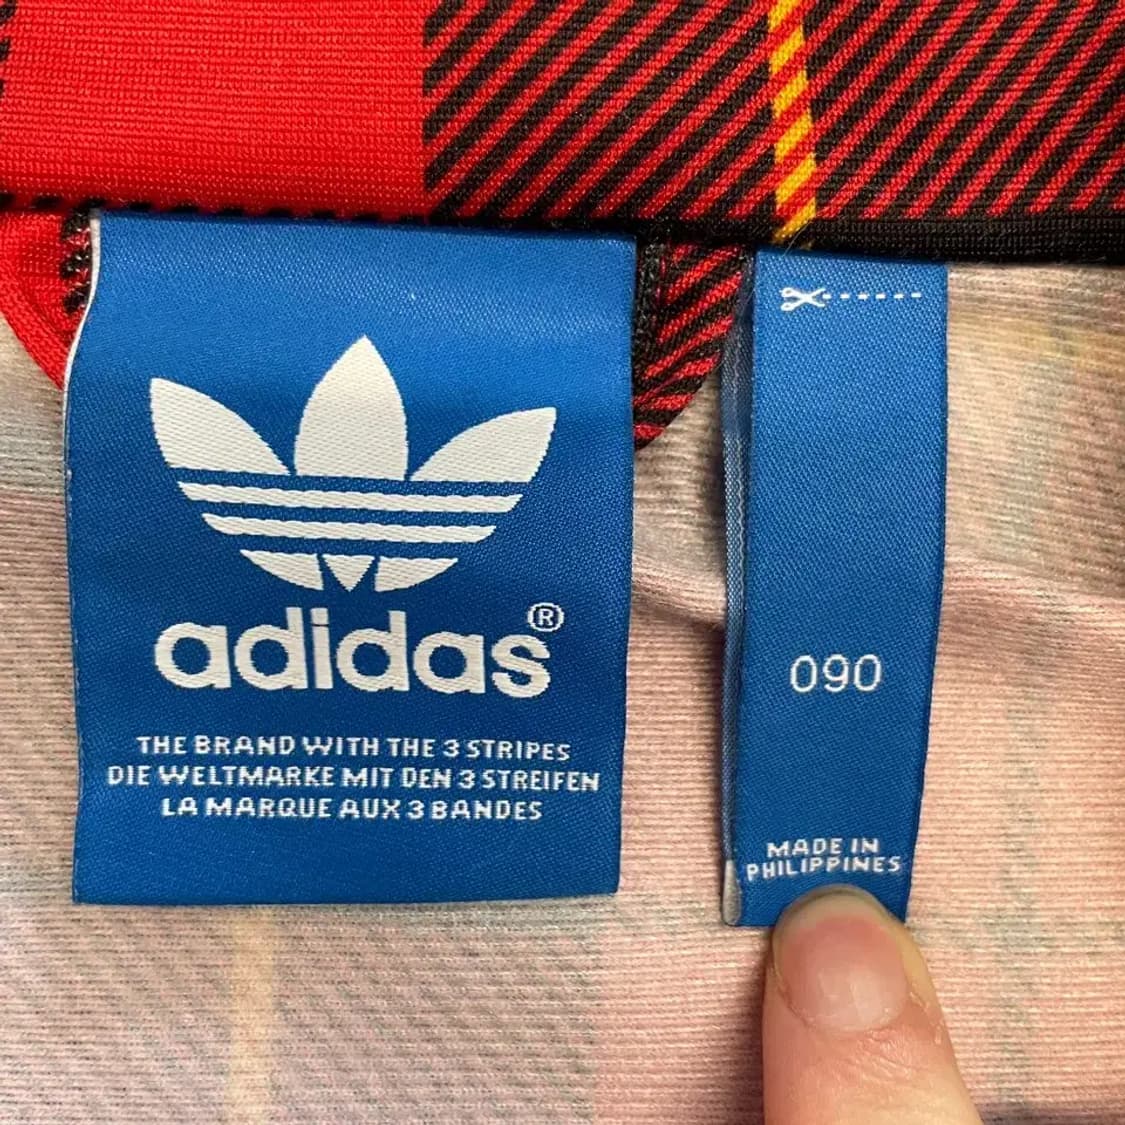 adidas®
THE BRAND WITH THE 3 STRIPES
DIE WELTMARKE MIT DEN 3 STREIFEN
LA MARQUE AUX 3 BANDES
090
MADE IN
PHILIPPINES